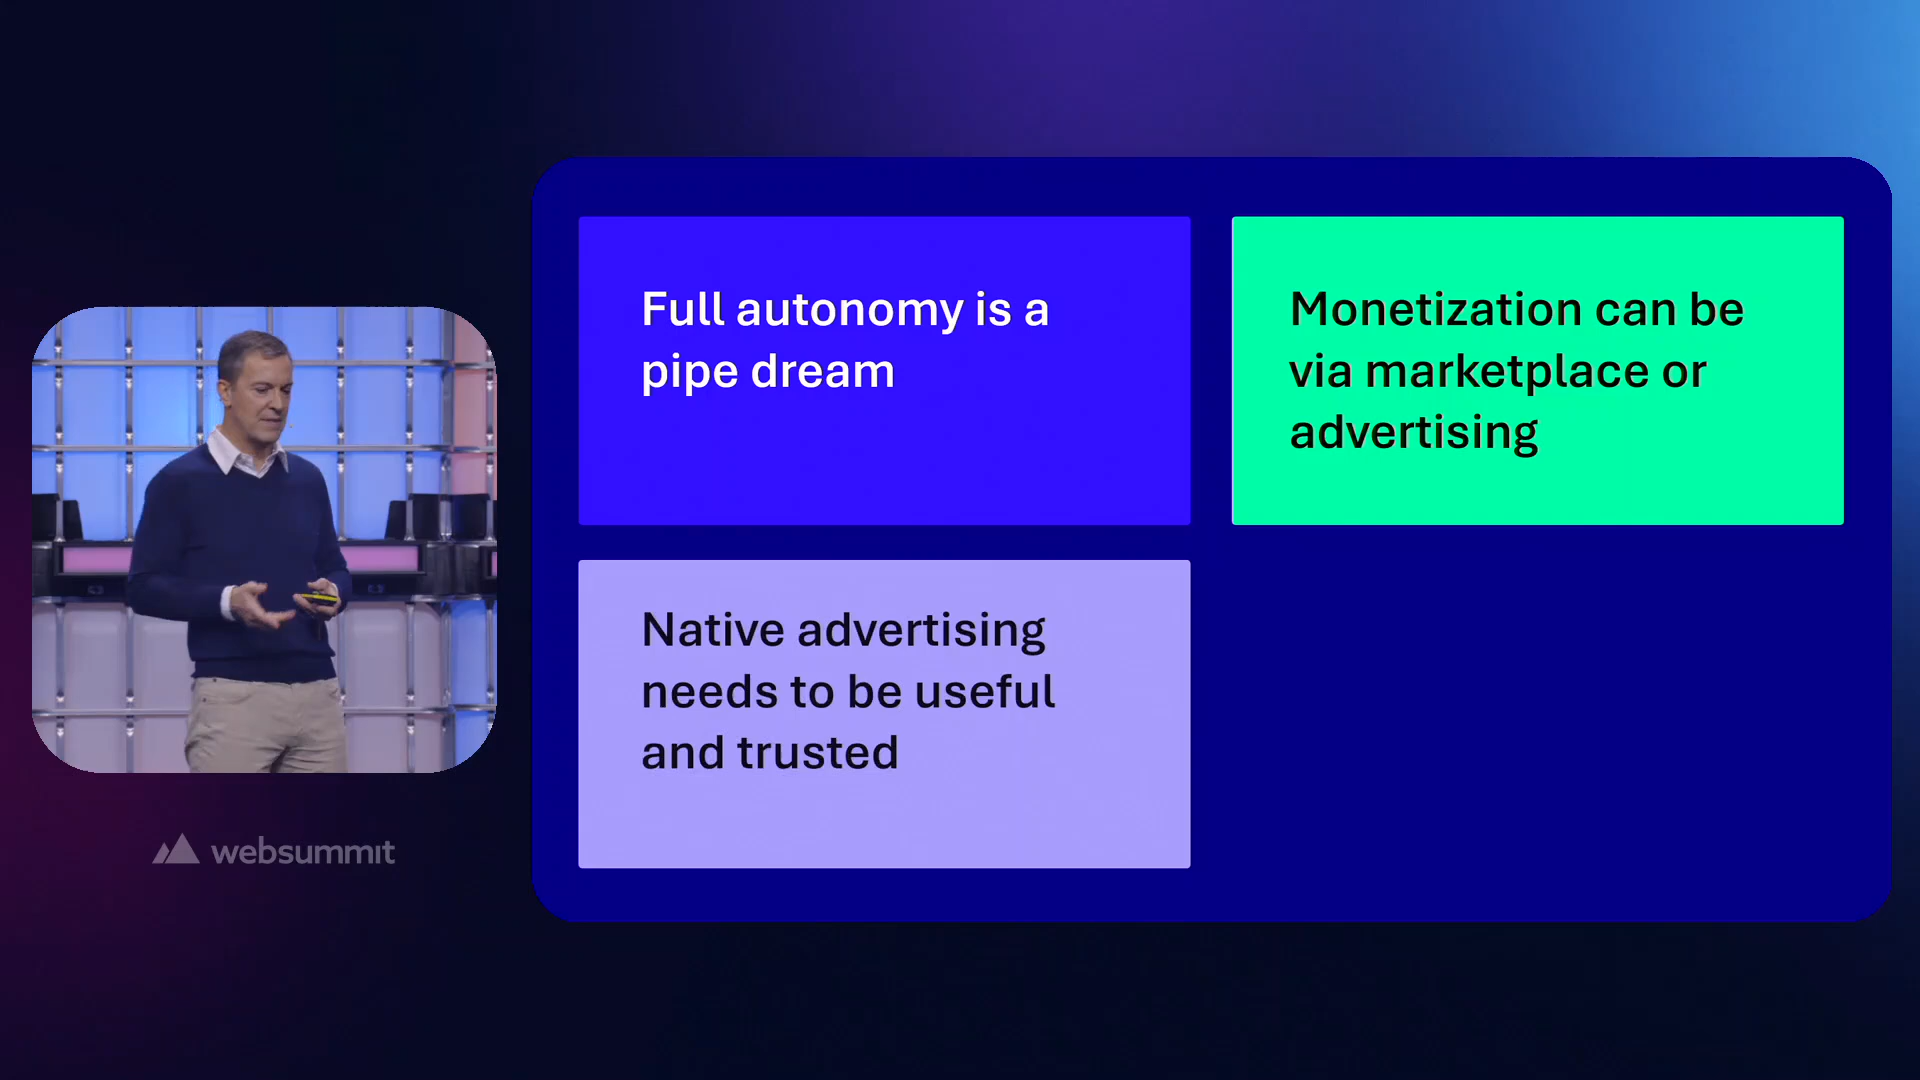 Full autonomy is a
pipe dream
Monetization can be
via marketplace or
advertising
Native advertising
needs to be useful
and trusted
websummit